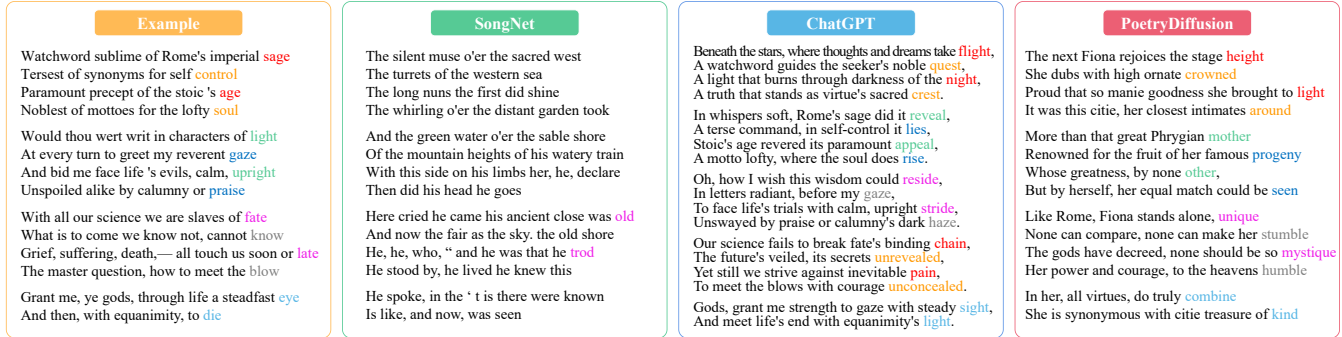 Example
Watchword sublime of Rome's imperial sage
Tersest of synonyms for self control
Paramount precept of the stoic 's age
Noblest of mottoes for the lofty soul
Would thou wert writ in characters of light
At every turn to greet my reverent gaze
And bid me face life 's evils, calm, upright
Unspoiled alike by calumny or praise
With all our science we are slaves of fate
What is to come we know not, cannot know
Grief, suffering, death,— all touch us soon or late
The master question, how to meet the blow
Grant me, ye gods, through life a steadfast eye
And then, with equanimity, to die
SongNet
The silent muse o'er the sacred west
The turrets of the western sea
The long nuns the first did shine
The whirling o'er the distant garden took
And the green water o'er the sable shore
Of the mountain heights of his watery train
With this side on his limbs her, he, declare
Then did his head he goes
Here cried he came his ancient close was old
And now the fair as the sky. the old shore
He, he, who, “ and he was that he trod
He stood by, he lived he knew this
He spoke, in the ‘ t is there were known
Is like, and now, was seen
ChatGPT
Beneath the stars, where thoughts and dreams take flight,
A watchword guides the seeker's noble quest,
A light that burns through darkness of the night,
A truth that stands as virtue's sacred crest.
In whispers soft, Rome's sage did it reveal,
A terse command, in self-control it lies,
Stoic's age revered its paramount appeal,
A motto lofty, where the soul does rise.
Oh, how I wish this wisdom could reside,
In letters radiant, before my gaze,
To face life's trials with calm, upright stride,
Unswayed by praise or calumny's dark haze.
Our science fails to break fate's binding chain,
The future's veiled, its secrets unrevealed,
Yet still we strive against inevitable pain,
To meet the blows with courage unconcealed.
Gods, grant me strength to gaze with steady sight,
And meet life's end with equanimity's light.
PoetryDiffusion
The next Fiona rejoices the stage height
She dubs with high ornate crowned
Proud that so manie goodness she brought to light
It was this citie, her closest intimates around
More than that great Phrygian mother
Renowned for the fruit of her famous progeny
Whose greatness, by none other,
But by herself, her equal match could be seen
Like Rome, Fiona stands alone, unique
None can compare, none can make her stumble
The gods have decreed, none should be so mystique
Her power and courage, to the heavens humble
In her, all virtues, do truly combine
She is synonymous with citie treasure of kind